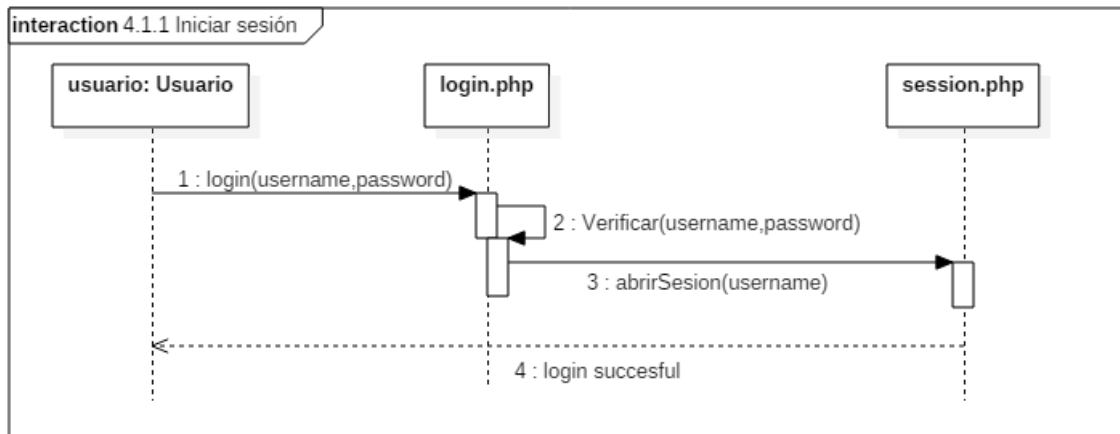 interaction 4.1.1 Iniciar sesión
usuario: Usuario
login.php
session.php
1 : login(username,password)
2 : Verificar(username,password)
3 : abrirSesion(username)
4 : login succesful